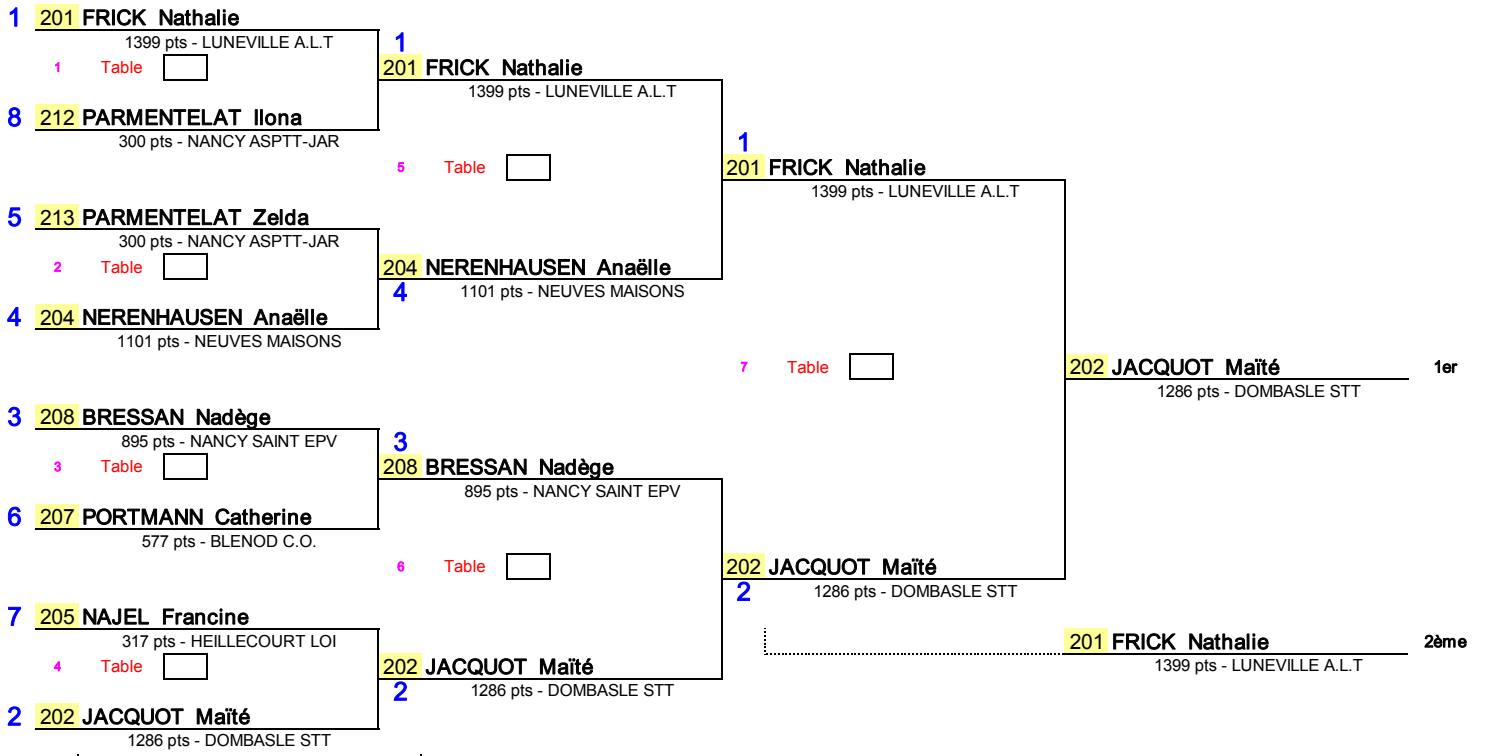 1 201 FRICK Nathalie
1399 pts - LUNEVILLE A.L.T
1 Table
8 212 PARMENTELAT Ilona
300 pts - NANCY ASPTT-JAR
5 213 PARMENTELAT Zelda
300 pts - NANCY ASPTT-JAR
2 Table
4 204 NERENHAUSEN Anaëlle
1101 pts - NEUVES MAISONS
3 208 BRESSAN Nadège
895 pts - NANCY SAINT EPV
3 Table
6 207 PORTMANN Catherine
577 pts - BLENOD C.O.
7 205 NAJEL Francine
317 pts - HEILLECOURT LOI
4 Table
2 202 JACQUOT Maïté
1286 pts - DOMBASLE STT
1
201 FRICK Nathalie
1399 pts - LUNEVILLE A.L.T
5 Table
204 NERENHAUSEN Anaëlle
4 1101 pts - NEUVES MAISONS
3
208 BRESSAN Nadège
895 pts - NANCY SAINT EPV
6 Table
202 JACQUOT Maïté
2 1286 pts - DOMBASLE STT
1
201 FRICK Nathalie
1399 pts - LUNEVILLE A.L.T
7 Table
202 JACQUOT Maïté
2 1286 pts - DOMBASLE STT
202 JACQUOT Maïté 1er
1286 pts - DOMBASLE STT
201 FRICK Nathalie 2ème
1399 pts - LUNEVILLE A.L.T